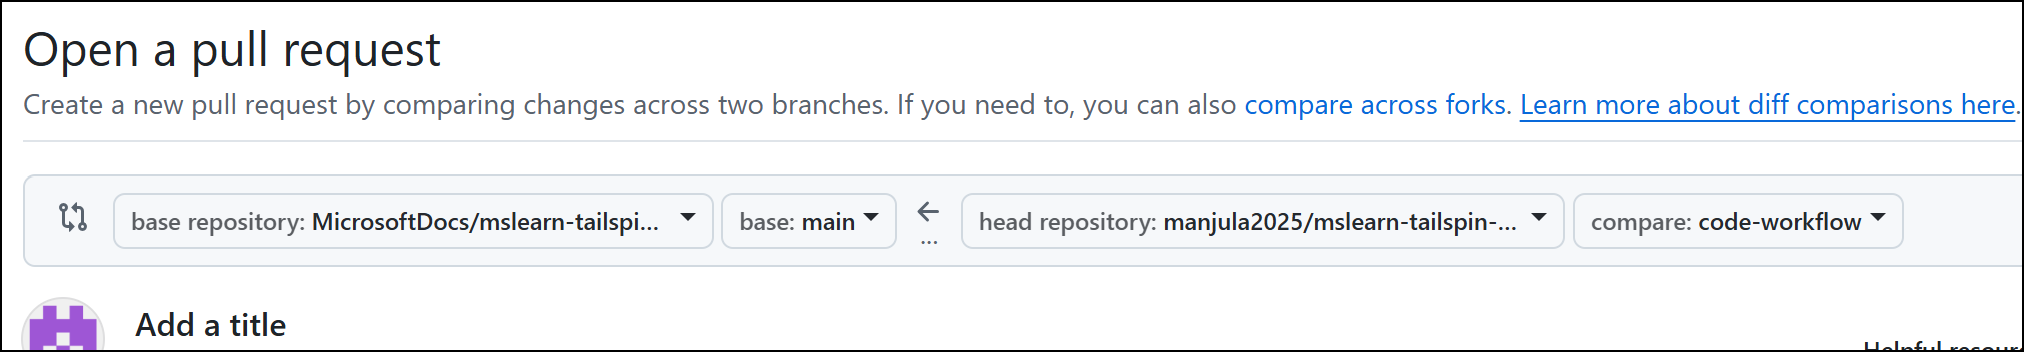 Open a pull request
Create a new pull request by comparing changes across two branches. If you need to, you can also compare across forks. Learn more about diff comparisons here.
base repository: MicrosoftDocs/mslearn-tailspi... base: main ... head repository: manjula2025/mslearn-tailspin-... compare: code-workflow
Add a title
Helpful